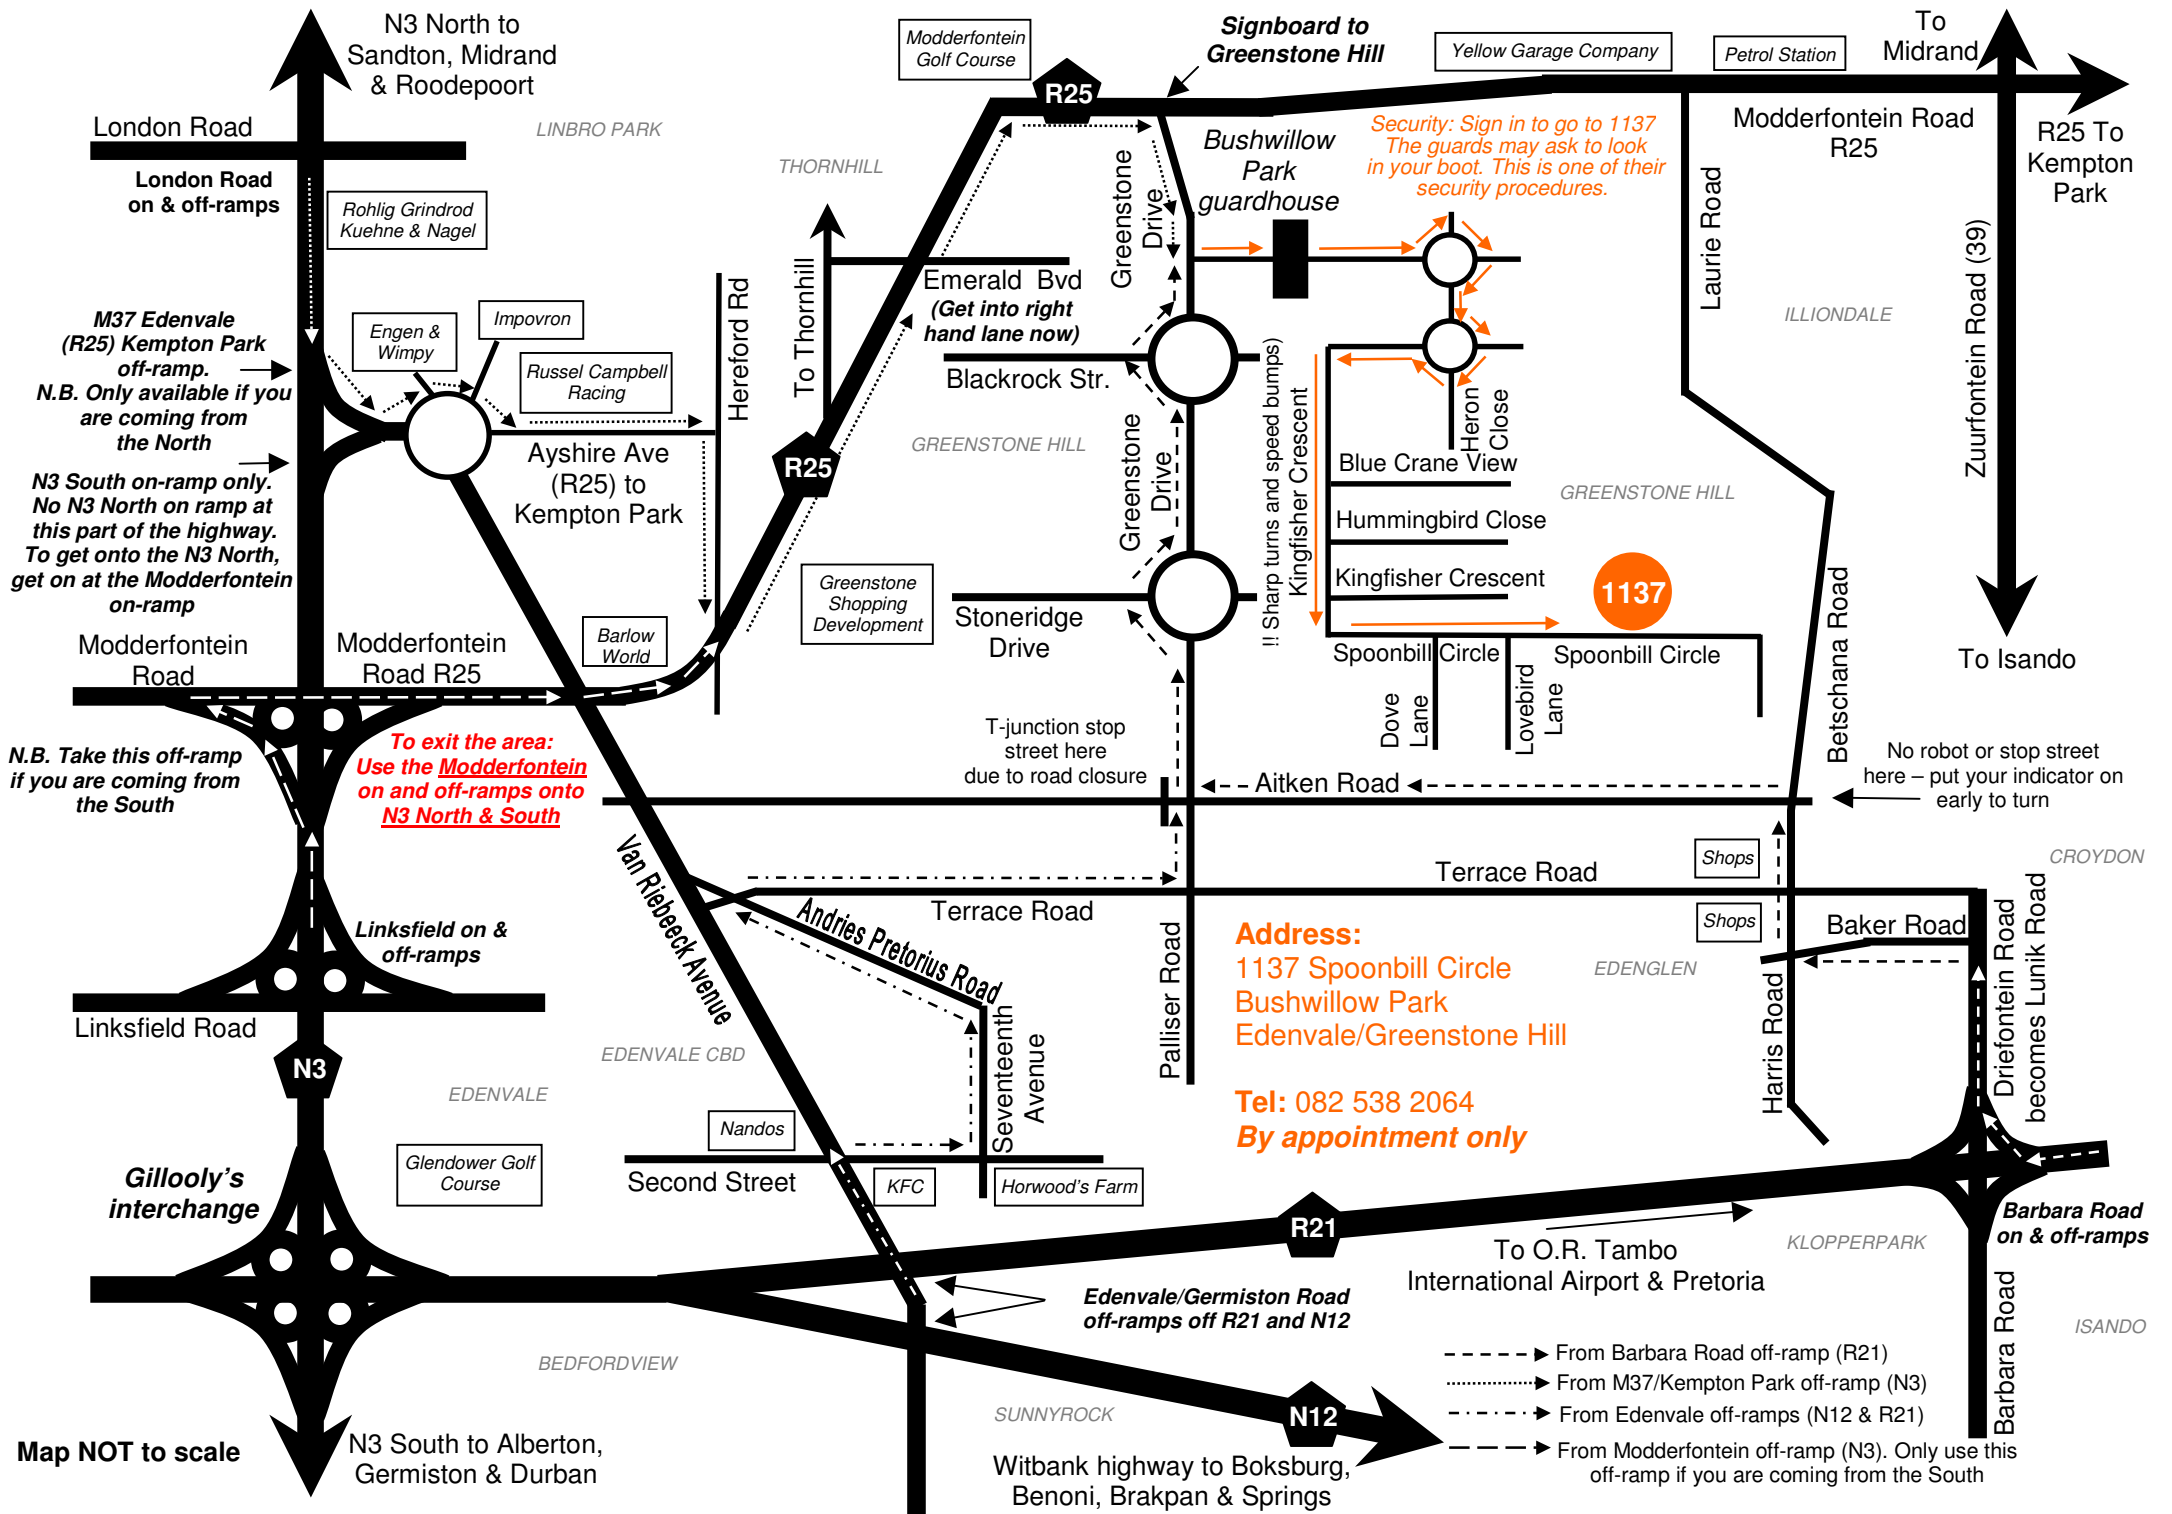 N3 North to
Sandton, Midrand
& Roodepoort
London Road
London Road
on & off-ramps
LINBRO PARK
Rohlig Grindrod
Kuehne & Nagel
THORNHILL
Modderfontein
Golf Course
R25
Signboard to
Greenstone Hill
Yellow Garage Company
Petrol Station
To
Midrand
Modderfontein Road
R25
R25 To
Kempton
Park
Bushwillow
Park
guardhouse
Security: Sign in to go to 1137
The guards may ask to look
in your boot. This is one of their
security procedures.
Greenstone
Drive
Laurie Road
Zuurfontein Road (39)
ILLIONDALE
M37 Edenvale
(R25) Kempton Park
off-ramp.
N.B. Only available if you
are coming from
the North
Engen &
Wimpy
Impovron
Russel Campbell
Racing
Hereford Rd
To Thornhill
Emerald Bvd
(Get into right
hand lane now)
Blackrock Str.
GREENSTONE HILL
Ayshire Ave
(R25) to
Kempton Park
R25
N3 South on-ramp only.
No N3 North on ramp at
this part of the highway.
To get onto the N3 North,
get on at the Modderfontein
on-ramp
Greenstone
Drive
!! Sharp turns and speed bumps)
Kingfisher Crescent
Heron
Close
Blue Crane View
Hummingbird Close
Kingfisher Crescent
GREENSTONE HILL
1137
Spoonbill Circle
Spoonbill Circle
Dove
Lane
Lovebird
Lane
Betschana Road
To Isando
Greenstone
Shopping
Development
Stoneridge
Drive
Barlow
World
Modderfontein
Road
Modderfontein
Road R25
N.B. Take this off-ramp
if you are coming from
the South
To exit the area:
Use the Modderfontein
on and off-ramps onto
N3 North & South
T-junction stop
street here
due to road closure
Aitken Road
No robot or stop street
here – put your indicator on
early to turn
Van Riebeeck Avenue
Terrace Road
Terrace Road
Shops
Shops
CROYDON
Andries Pretorius Road
Linksfield on &
off-ramps
Linksfield Road
Baker Road
EDENGLEN
Driefontein Road
becomes Lunik Road
Harris Road
Palliser Road
Address:
1137 Spoonbill Circle
Bushwillow Park
Edenvale/Greenstone Hill
Tel: 082 538 2064
By appointment only
N3
EDENVALE CBD
EDENVALE
Seventeenth
Avenue
Nandos
Second Street
KFC
Horwood's Farm
Glendower Golf
Course
Gillooly's
interchange
R21
To O.R. Tambo
International Airport & Pretoria
KLOPPERPARK
Barbara Road
on & off-ramps
Barbara Road
ISANDO
Edenvale/Germiston Road
off-ramps off R21 and N12
BEDFORDVIEW
SUNNYROCK
N12
Witbank highway to Boksburg,
Benoni, Brakpan & Springs
Map NOT to scale
N3 South to Alberton,
Germiston & Durban
From Barbara Road off-ramp (R21)
From M37/Kempton Park off-ramp (N3)
From Edenvale off-ramps (N12 & R21)
From Modderfontein off-ramp (N3). Only use this
off-ramp if you are coming from the South